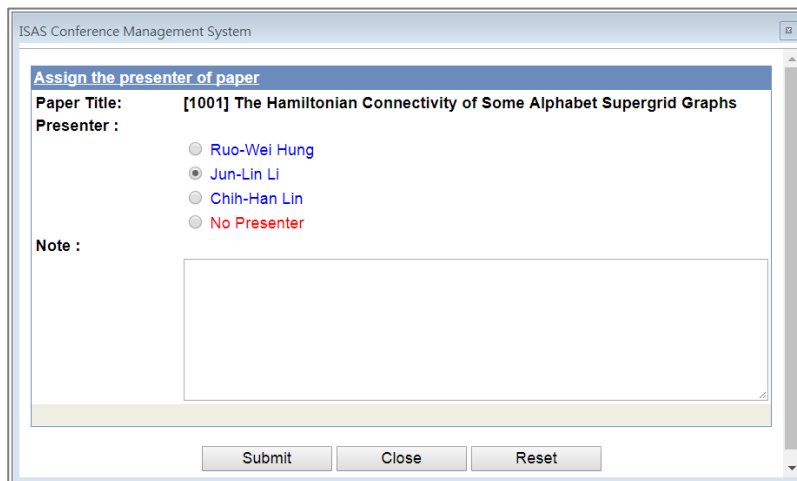 ISAS Conference Management System
Assign the presenter of paper
Paper Title: [1001] The Hamiltonian Connectivity of Some Alphabet Supergrid Graphs
Presenter :
Ruo-Wei Hung
Jun-Lin Li
Chih-Han Lin
No Presenter
Note :
Submit Close Reset